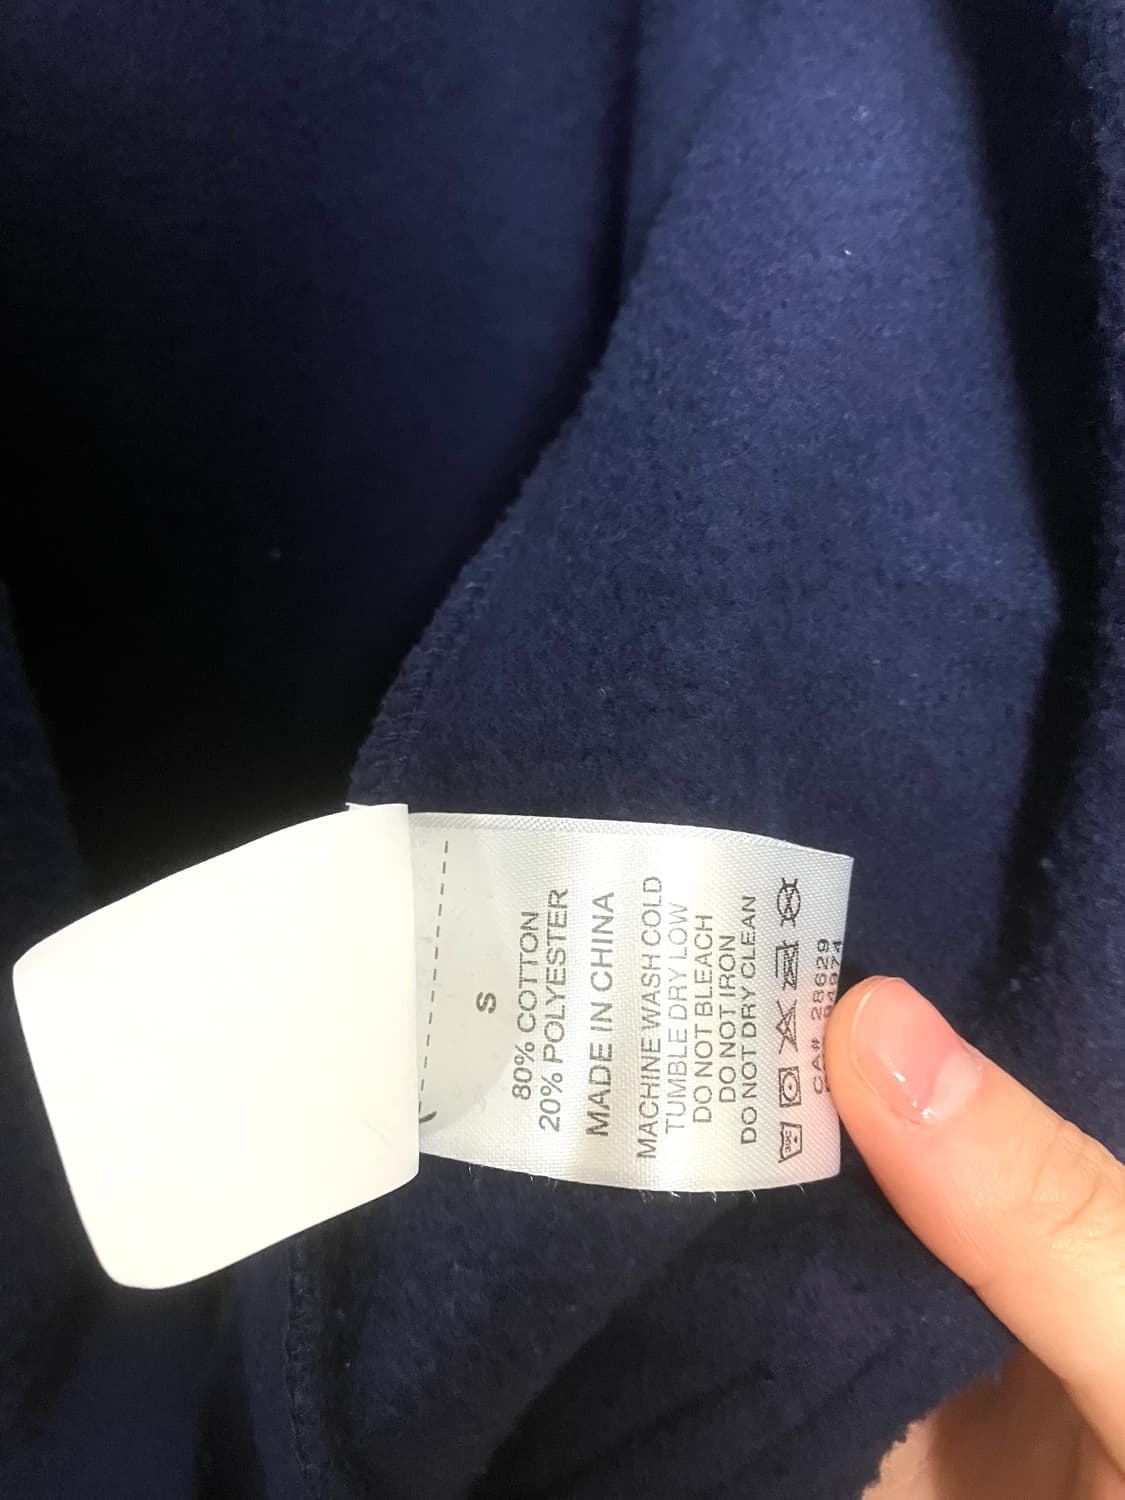 S
80% COTTON
20% POLYESTER
MADE IN CHINA
MACHINE WASH COLD
TUMBLE DRY LOW
DO NOT BLEACH
DO NOT IRON
DO NOT DRY CLEAN
30C
CA# 28629